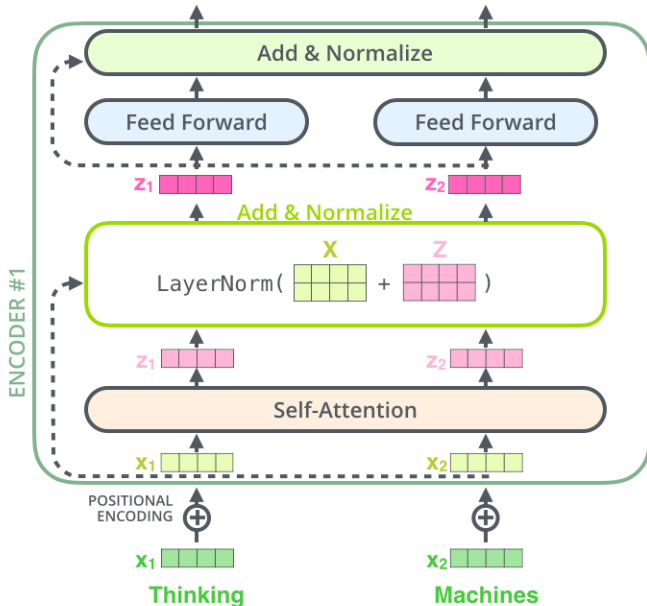 Add & Normalize
Feed Forward Feed Forward
z1 z2
Add & Normalize
X Z
LayerNorm( + )
ENCODER #1
z1 z2
Self-Attention
x1 x2
POSITIONAL
ENCODING
x1 x2
Thinking Machines